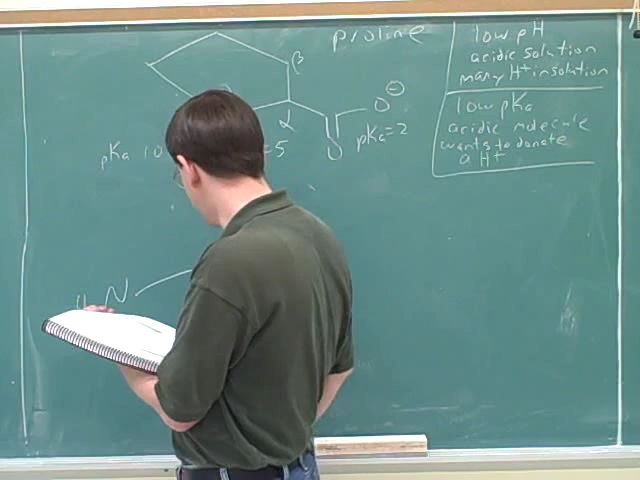 proline
β
O ⊖
α
O
pKa=2
pKa 10
=5
N
low pH
acidic solution
many H+ in solution
low pKa
acidic molecule
wants to donate
a H+